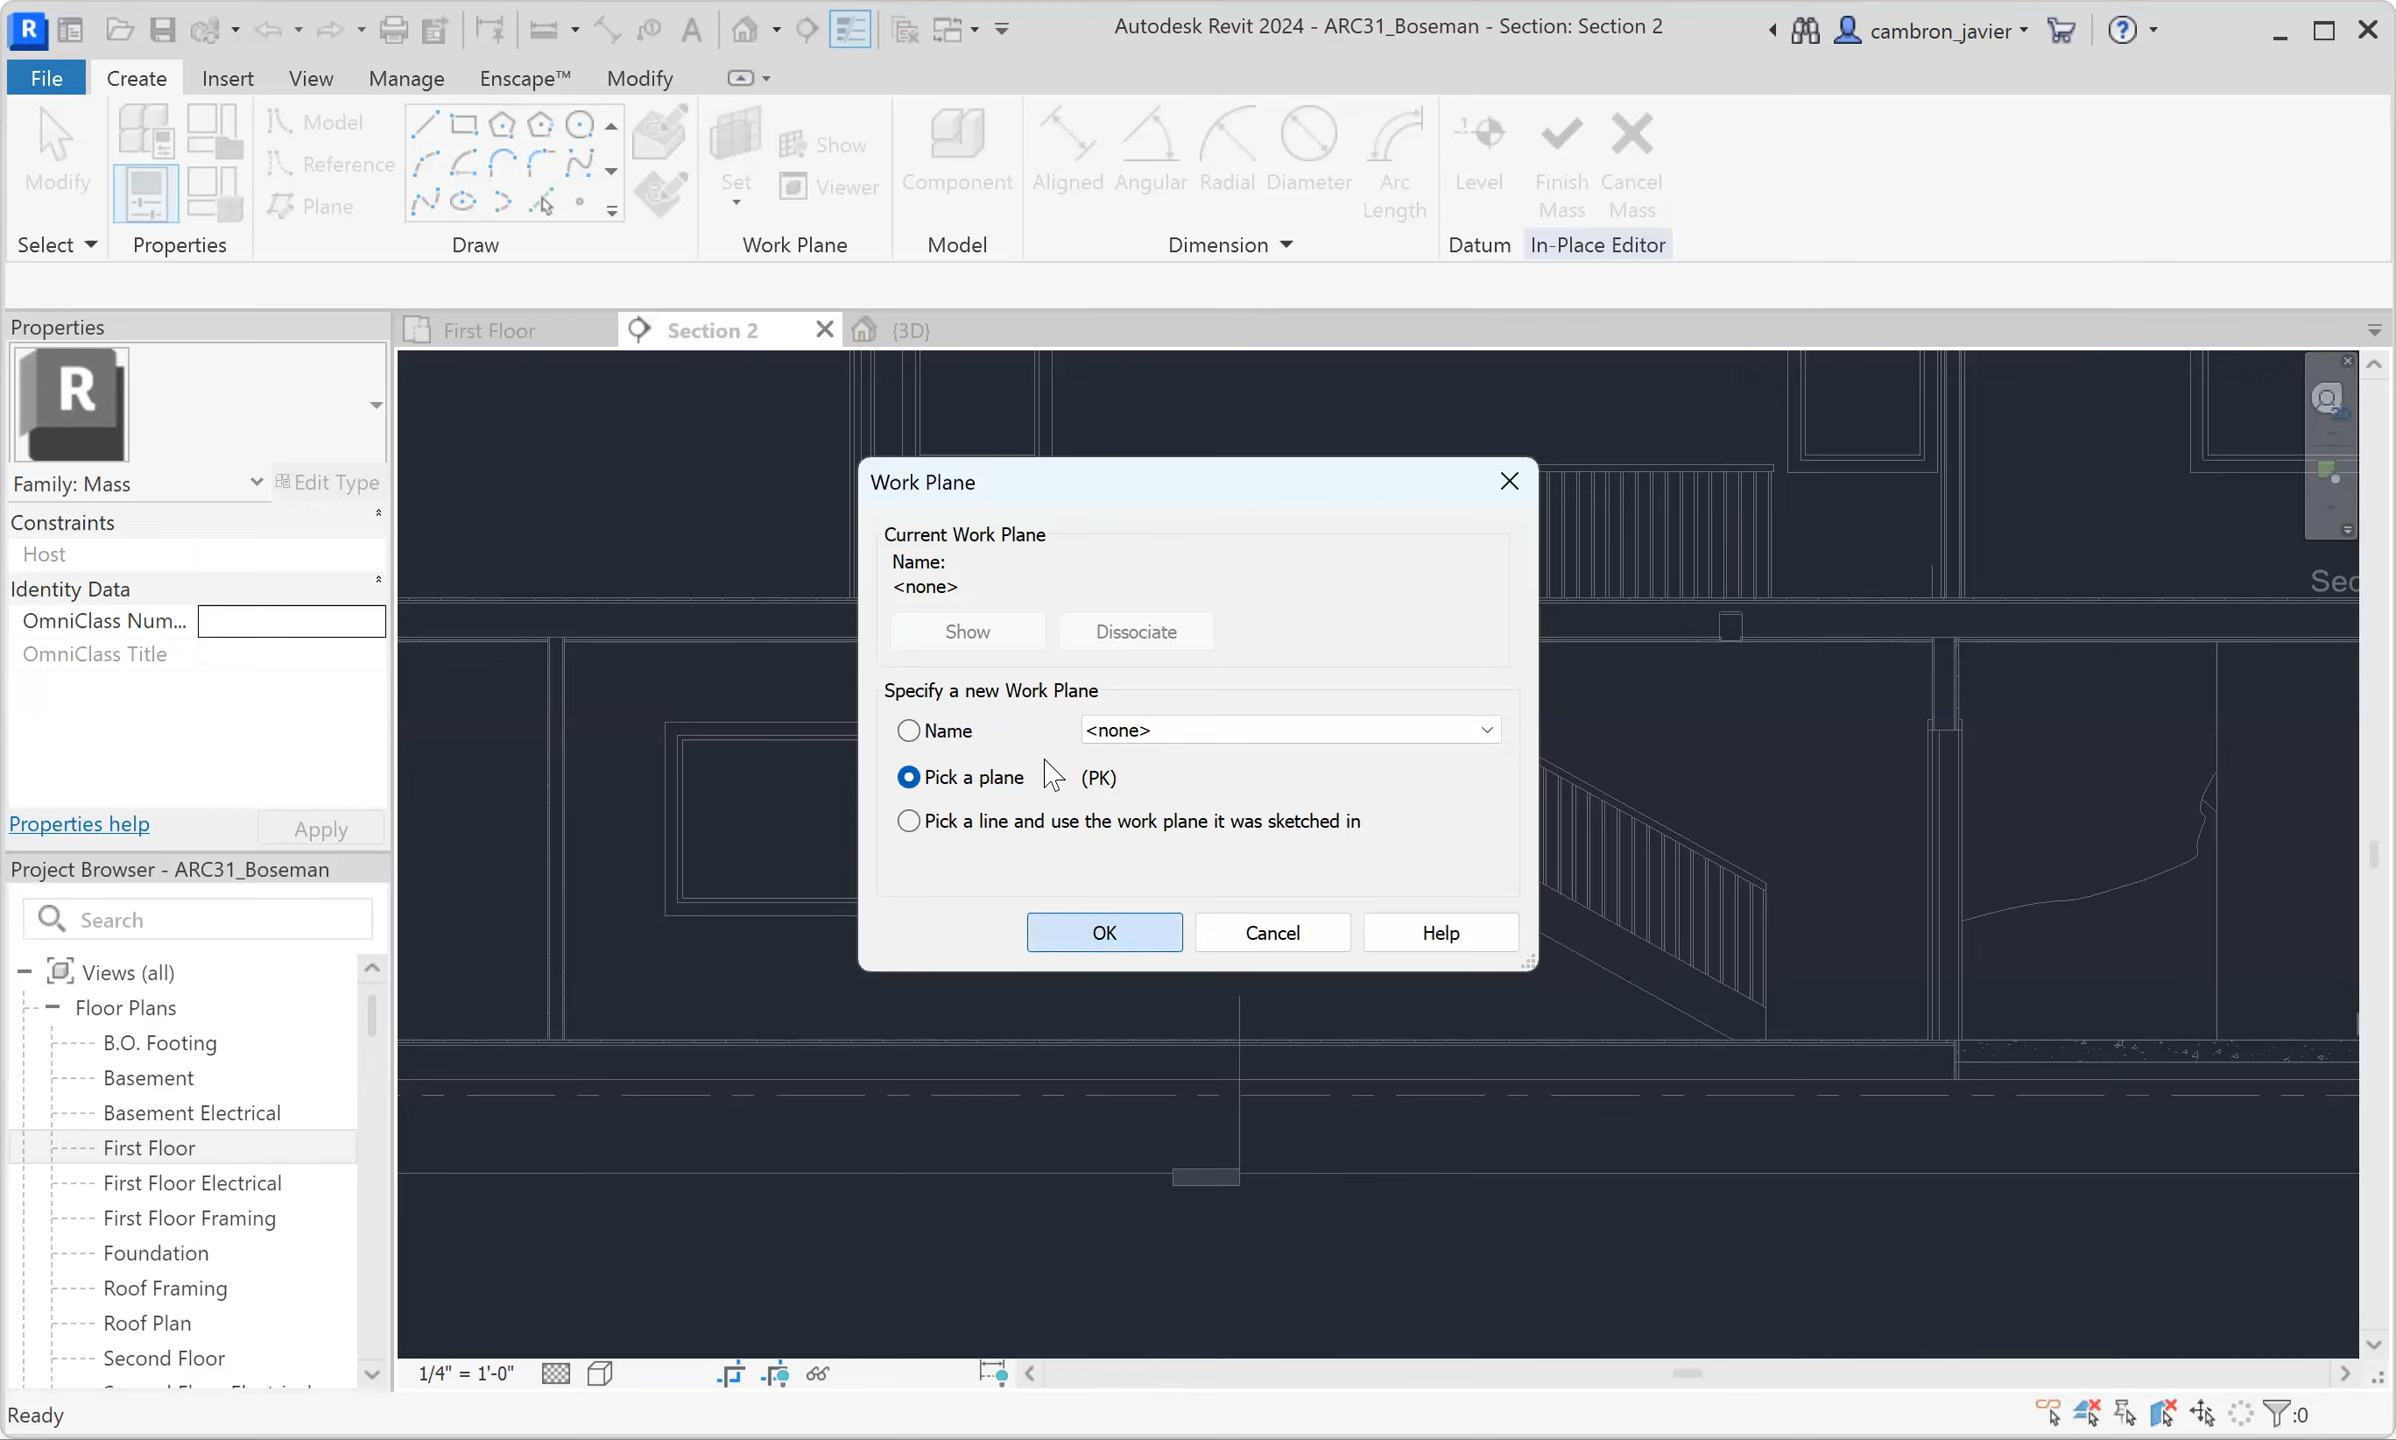 R
Autodesk Revit 2024 - ARC31_Boseman - Section: Section 2
cambron_javier
File
Create
Insert
View
Manage
Enscape™
Modify
Modify
Model
Reference
Plane
Set
Show
Viewer
Component
Aligned
Angular
Radial
Diameter
Arc
Length
Level
Finish
Mass
Cancel
Mass
Select
Properties
Draw
Work Plane
Model
Dimension
Datum
In-Place Editor
Properties
First Floor
Section 2
{3D}
R
Family: Mass
Edit Type
Constraints
Host
Identity Data
OmniClass Num...
OmniClass Title
Properties help
Apply
Project Browser - ARC31_Boseman
Search
Views (all)
Floor Plans
B.O. Footing
Basement
Basement Electrical
First Floor
First Floor Electrical
First Floor Framing
Foundation
Roof Framing
Roof Plan
Second Floor
Work Plane
Current Work Plane
Name:
<none>
Show
Dissociate
Specify a new Work Plane
Name
<none>
Pick a plane
(PK)
Pick a line and use the work plane it was sketched in
OK
Cancel
Help
2D
Sec
1/4" = 1'-0"
Ready
:0